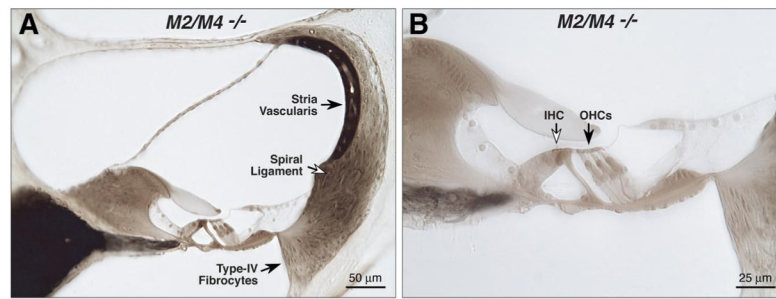 A
M2/M4 -/-
Stria
Vascularis
Spiral
Ligament
Type-IV
Fibrocytes
50 µm
B
M2/M4 -/-
IHC OHCs
25 µm